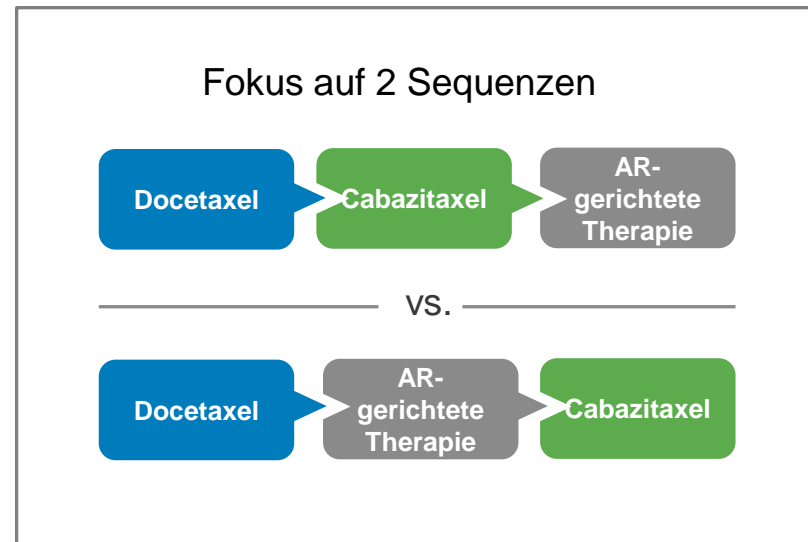 Fokus auf 2 Sequenzen
Docetaxel
Cabazitaxel
AR-
gerichtete
Therapie
vs.
Docetaxel
AR-
gerichtete
Therapie
Cabazitaxel